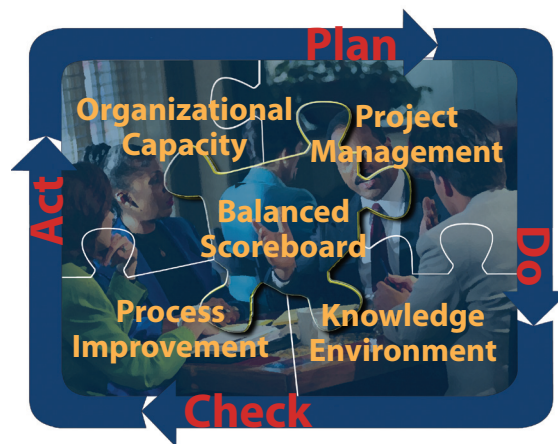 Plan
Organizational
Capacity
Project
Management
Act
Balanced
Scoreboard
Do
Process
Improvement
Knowledge
Environment
Check